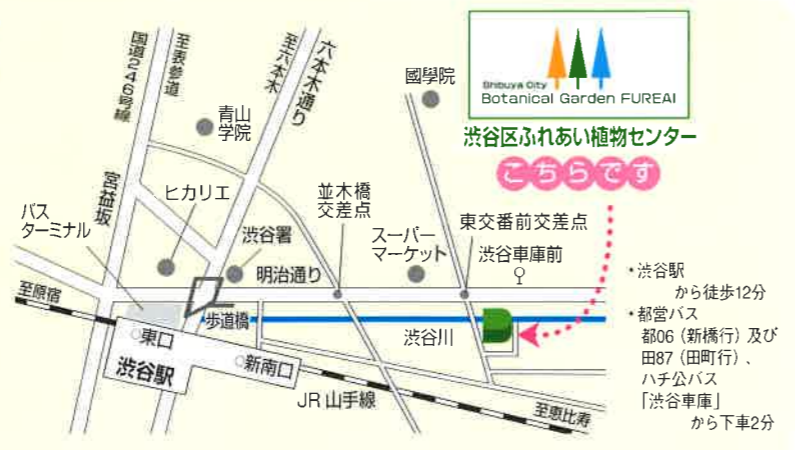 Shibuya City
Botanical Garden FUREAI
渋谷区ふれあい植物センター
こちらです
国道246号線
至表参道
六本木通り
至六本木
青山
学院
國學院
宮益坂
ヒカリエ
バス
ターミナル
渋谷署
並木橋
交差点
スーパー
マーケット
東交番前交差点
渋谷車庫前
明治通り
至原宿
歩道橋
渋谷川
東口
渋谷駅
新南口
JR山手線
至恵比寿
・渋谷駅
から徒歩12分
・都営バス
都06（新橋行）及び
田87（田町行）、
ハチ公バス
「渋谷車庫」
から下車2分